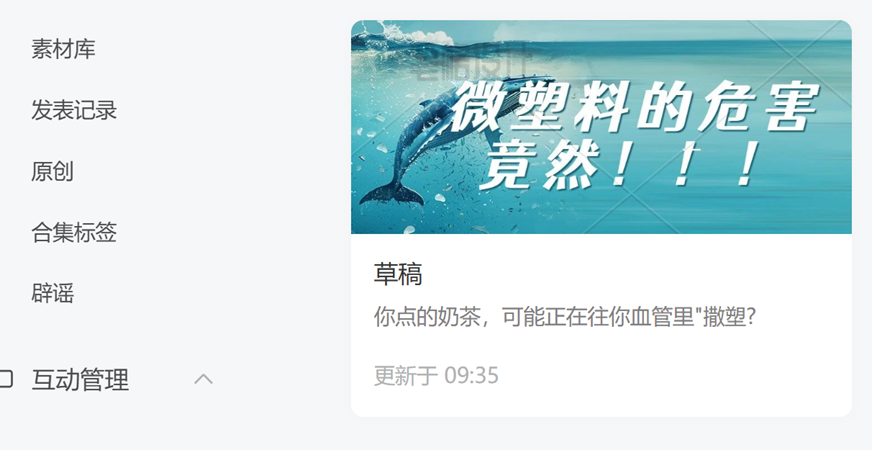 素材库
发表记录
原创
合集标签
辟谣
互动管理
微塑料的危害
竟然！！！
草稿
你点的奶茶，可能正在往你血管里"撒塑?
更新于 09:35